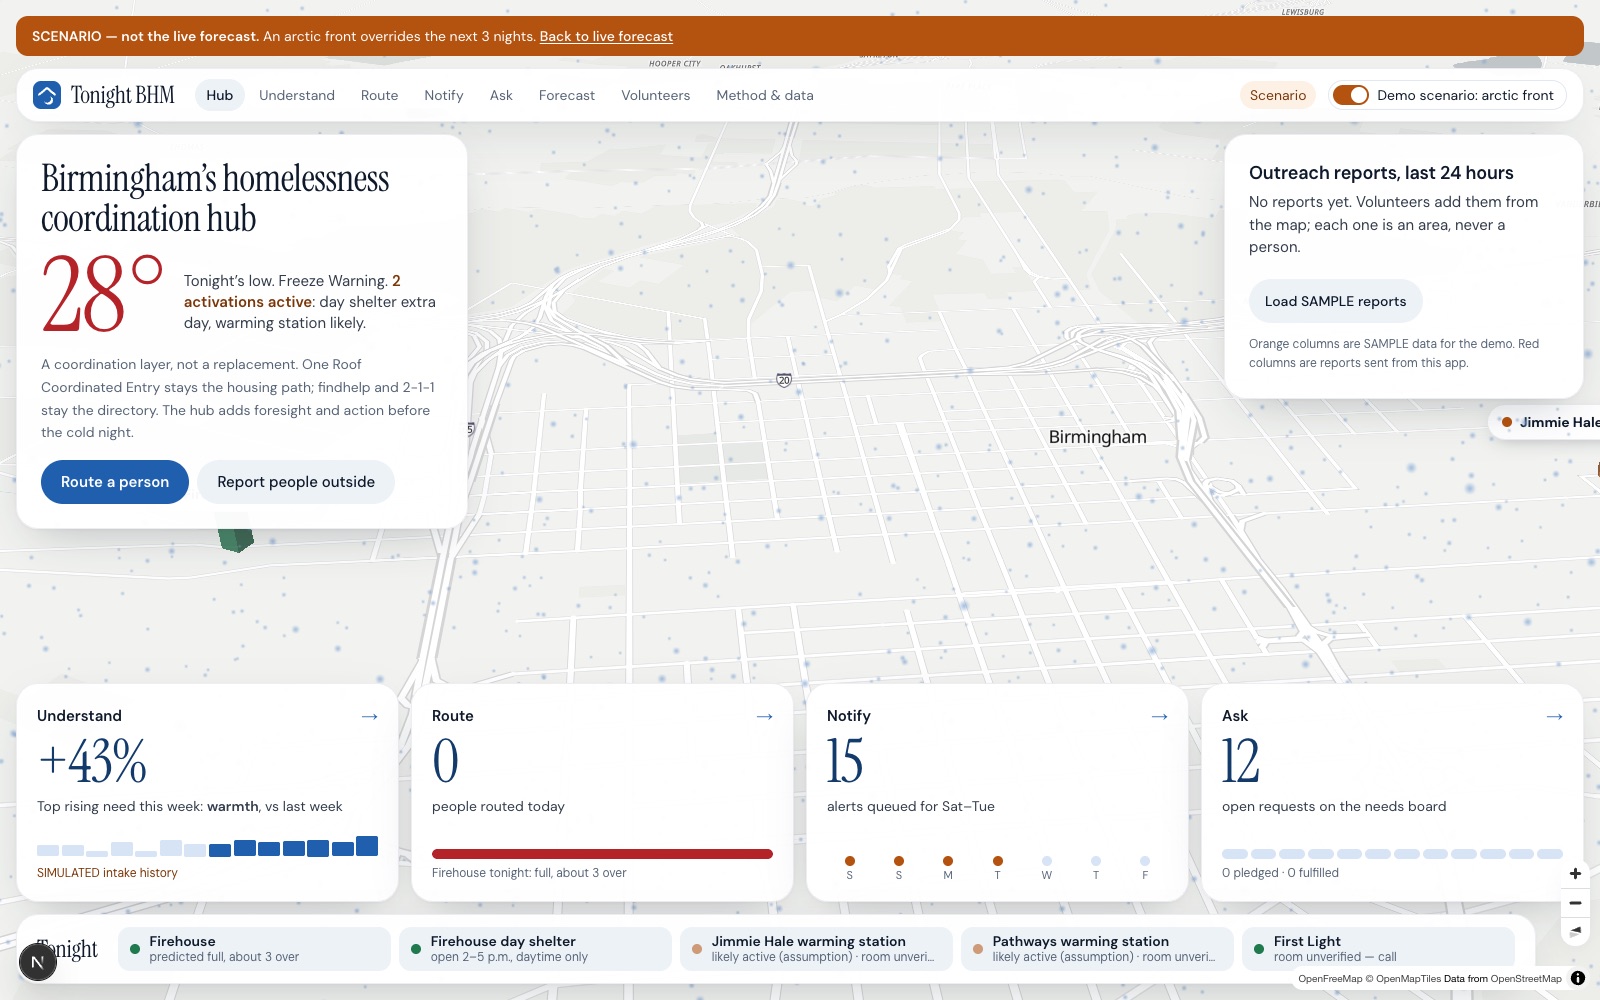 LEWISBURG
SCENARIO — not the live forecast. An arctic front overrides the next 3 nights. Back to live forecast
HOOPER CITY
Tonight BHM
Hub
Understand
Route
Notify
Ask
Forecast
Volunteers
Method & data
Scenario
Demo scenario: arctic front
Birmingham’s homelessness
coordination hub
28°
Tonight’s low. Freeze Warning. 2
activations active: day shelter extra
day, warming station likely.
A coordination layer, not a replacement. One Roof
Coordinated Entry stays the housing path; findhelp and 2-1-1
stay the directory. The hub adds foresight and action before
the cold night.
Route a person
Report people outside
Outreach reports, last 24 hours
No reports yet. Volunteers add them from
the map; each one is an area, never a
person.
Load SAMPLE reports
Orange columns are SAMPLE data for the demo. Red
columns are reports sent from this app.
20
Jimmie Hale
Birmingham
Understand →
+43%
Top rising need this week: warmth, vs last week
SIMULATED intake history
Route →
0
people routed today
Firehouse tonight: full, about 3 over
Notify →
15
alerts queued for Sat–Tue
S S M T W T F
Ask →
12
open requests on the needs board
0 pledged · 0 fulfilled
Tonight
Firehouse
predicted full, about 3 over
Firehouse day shelter
open 2–5 p.m., daytime only
Jimmie Hale warming station
likely active (assumption) · room unveri…
Pathways warming station
likely active (assumption) · room unveri…
First Light
room unverified — call
N
OpenFreeMap © OpenMapTiles Data from OpenStreetMap